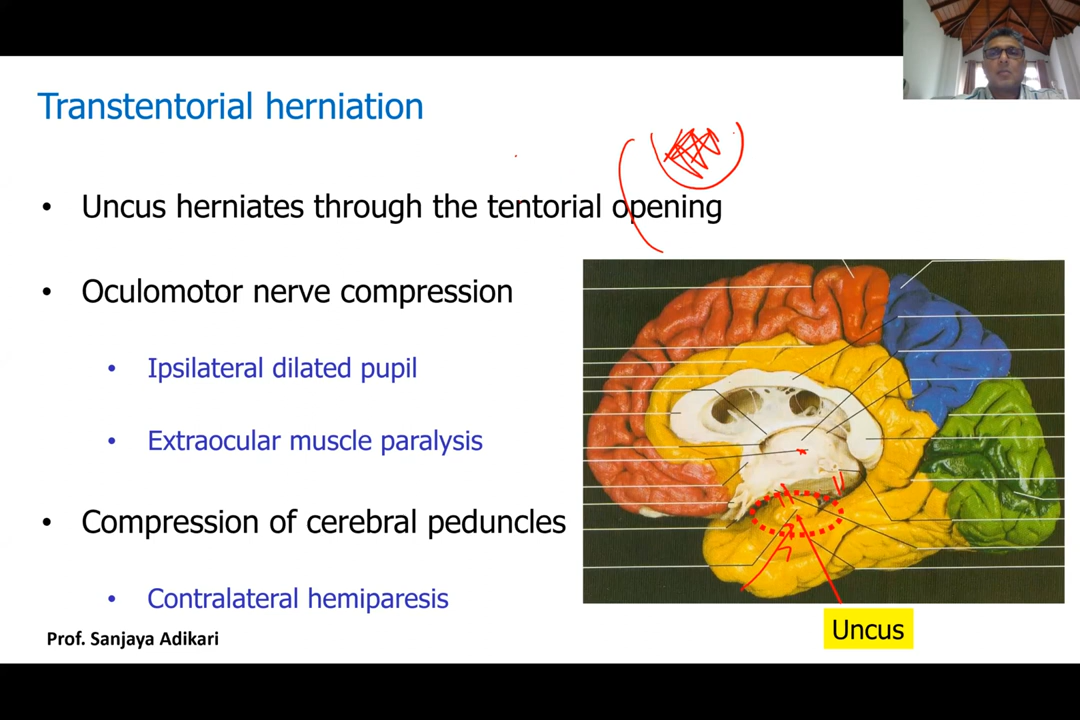 Transtentorial herniation
• Uncus herniates through the tentorial opening
• Oculomotor nerve compression
• Ipsilateral dilated pupil
• Extraocular muscle paralysis
• Compression of cerebral peduncles
• Contralateral hemiparesis
Prof. Sanjaya Adikari
Uncus